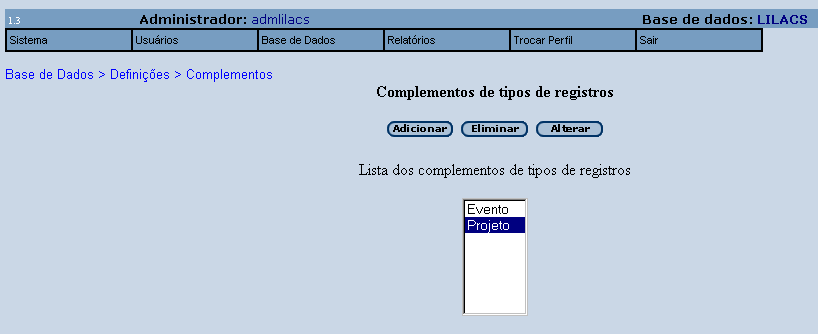 1.3 Administrador: admlilacs Base de dados: LILACS
Sistema Usuários Base de Dados Relatórios Trocar Perfil Sair
Base de Dados > Definições > Complementos
Complementos de tipos de registros
Adicionar Eliminar Alterar
Lista dos complementos de tipos de registros
Evento
Projeto